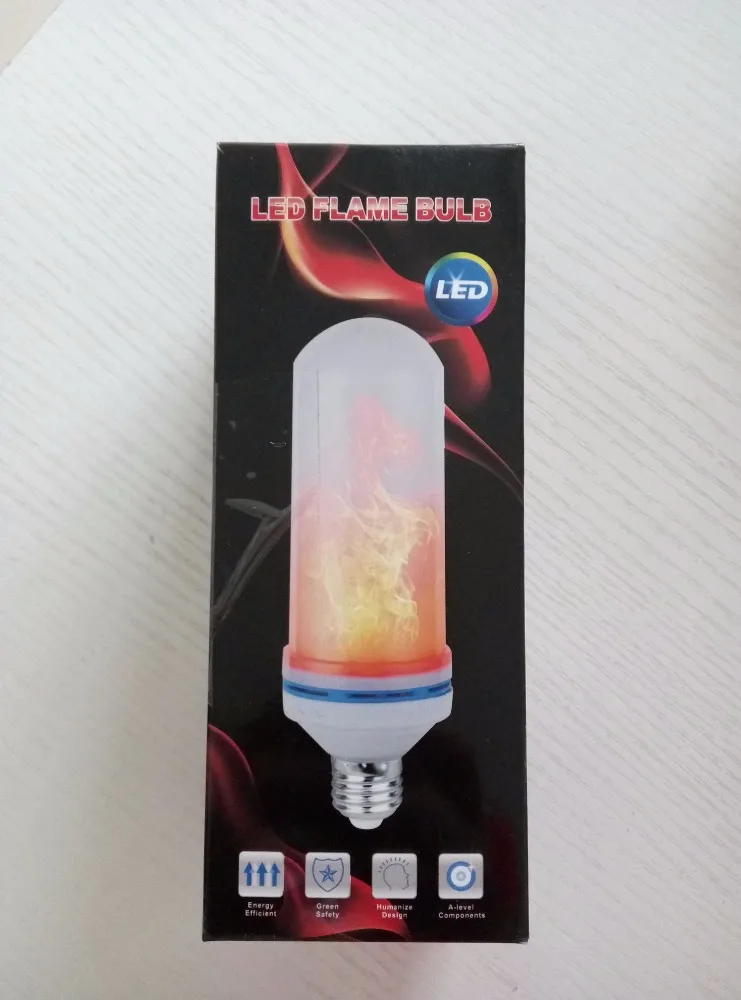 LED FLAME BULB
LED
Energy
Efficient
Green
Safety
Humanize
Design
A-level
Components